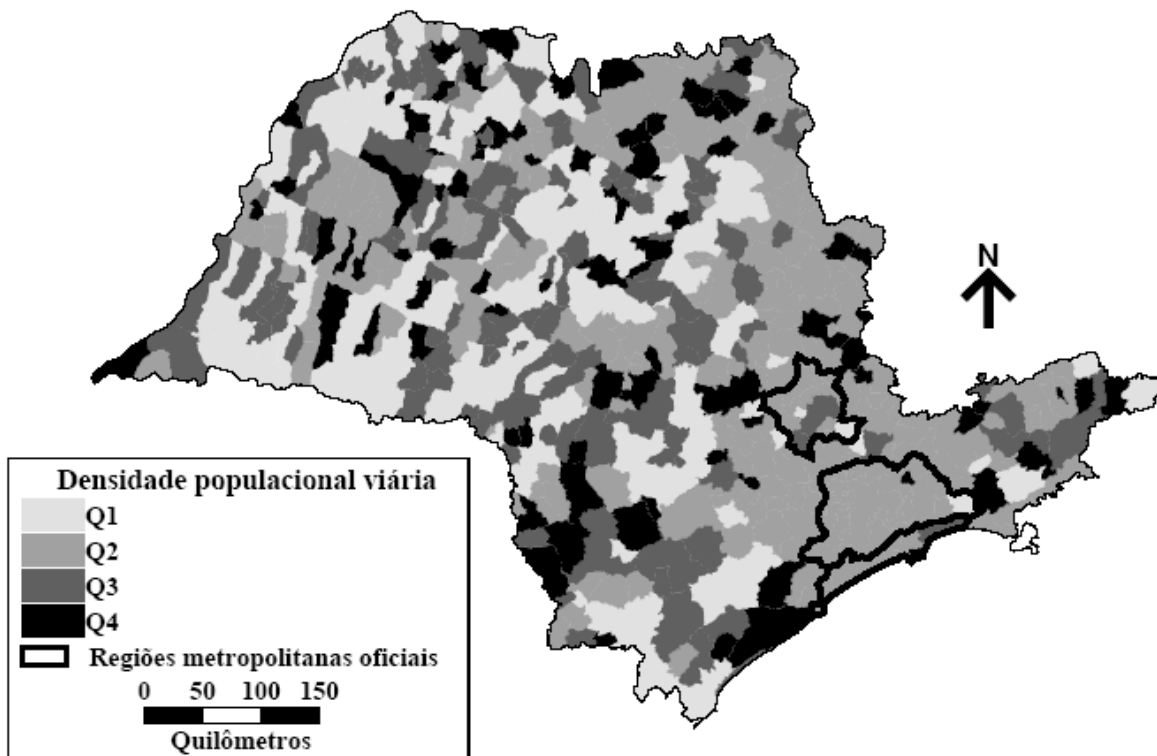 N
Densidade populacional viária
Q1
Q2
Q3
Q4
Regiões metropolitanas oficiais
0 50 100 150
Quilômetros